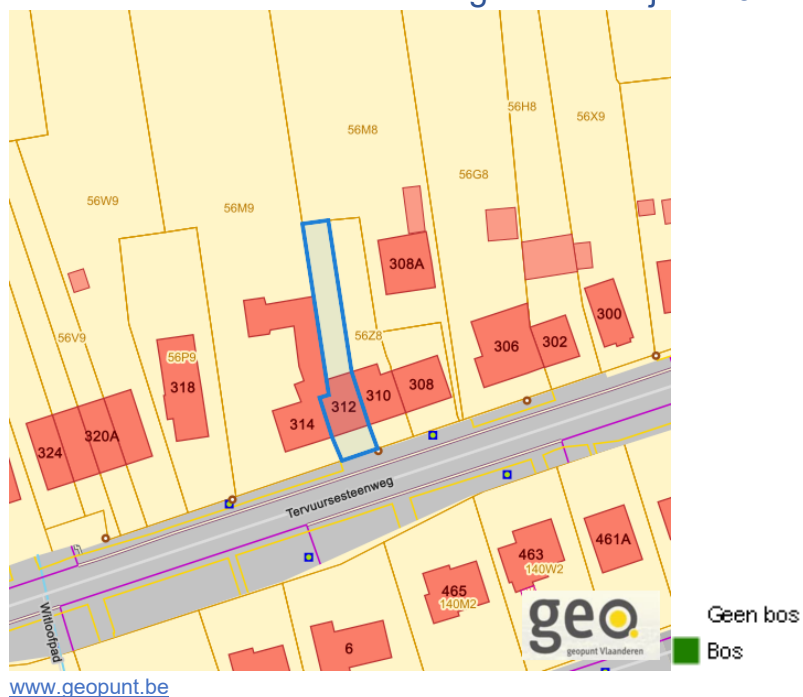 56H8
56X9
56M8
56G8
56W9
56M9
308A
300
56V9
56Z8
306
302
56P9
318
308
310
312
314
320A
324
Tervuursesteenweg
461A
463
140W2
465
140M2
Witloofpad
6
geo.
geopunt Vlaanderen
Geen bos
Bos
www.geopunt.be